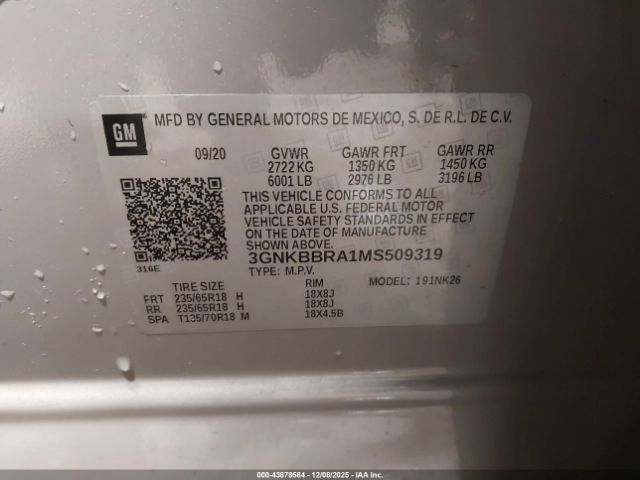 GM
MFD BY GENERAL MOTORS DE MEXICO, S. DE R.L. DE C.V.
09/20 GVWR GAWR FRT GAWR RR
2722 KG 1350 KG 1450 KG
6001 LB 2976 LB 3196 LB
THIS VEHICLE CONFORMS TO ALL
APPLICABLE U.S. FEDERAL MOTOR
VEHICLE SAFETY STANDARDS IN EFFECT
ON THE DATE OF MANUFACTURE
SHOWN ABOVE.
316E
3GNKBBRA1MS509319
TYPE: M.P.V. MODEL: 191NK26
TIRE SIZE RIM
FRT 235/65R18 H 18X8J
RR 235/65R18 H 18X8J
SPA T135/70R18 M 18X4.5B
000-43878584 - 12/08/2025 - IAA Inc.